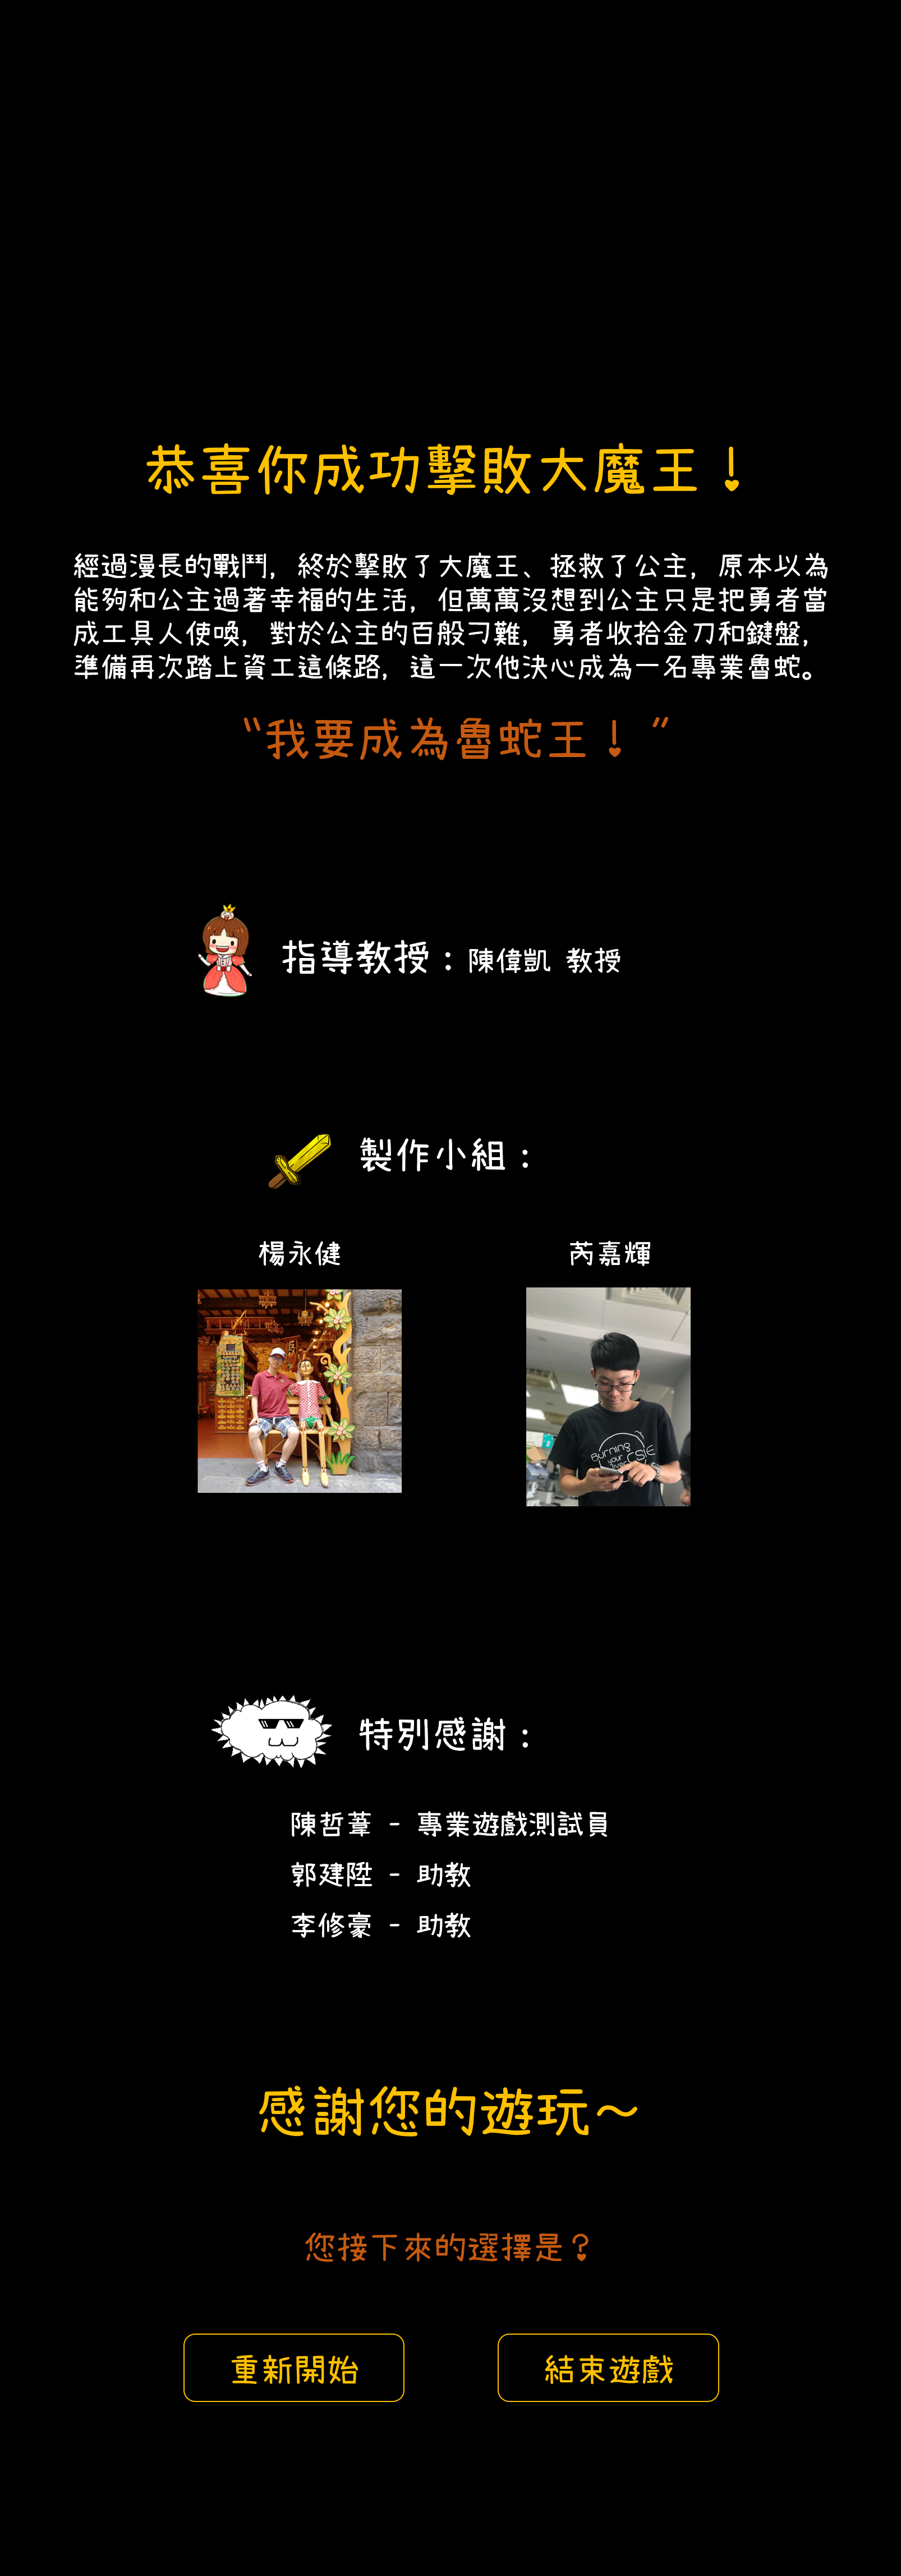 恭喜你成功擊敗大魔王！
經過漫長的戰鬥，終於擊敗了大魔王、拯救了公主，原本以為
能夠和公主過著幸福的生活，但萬萬沒想到公主只是把勇者當
成工具人使喚，對於公主的百般刁難，勇者收拾金刀和鍵盤，
準備再次踏上資工這條路，這一次他決心成為一名專業魯蛇。
“我要成為魯蛇王！”
指導教授：陳偉凱 教授
製作小組：
楊永健
芮嘉輝
Burning
your
CSIE
特別感謝：
陳哲葦 - 專業遊戲測試員
郭建陞 - 助教
李修豪 - 助教
感謝您的遊玩～
您接下來的選擇是？
重新開始
結束遊戲